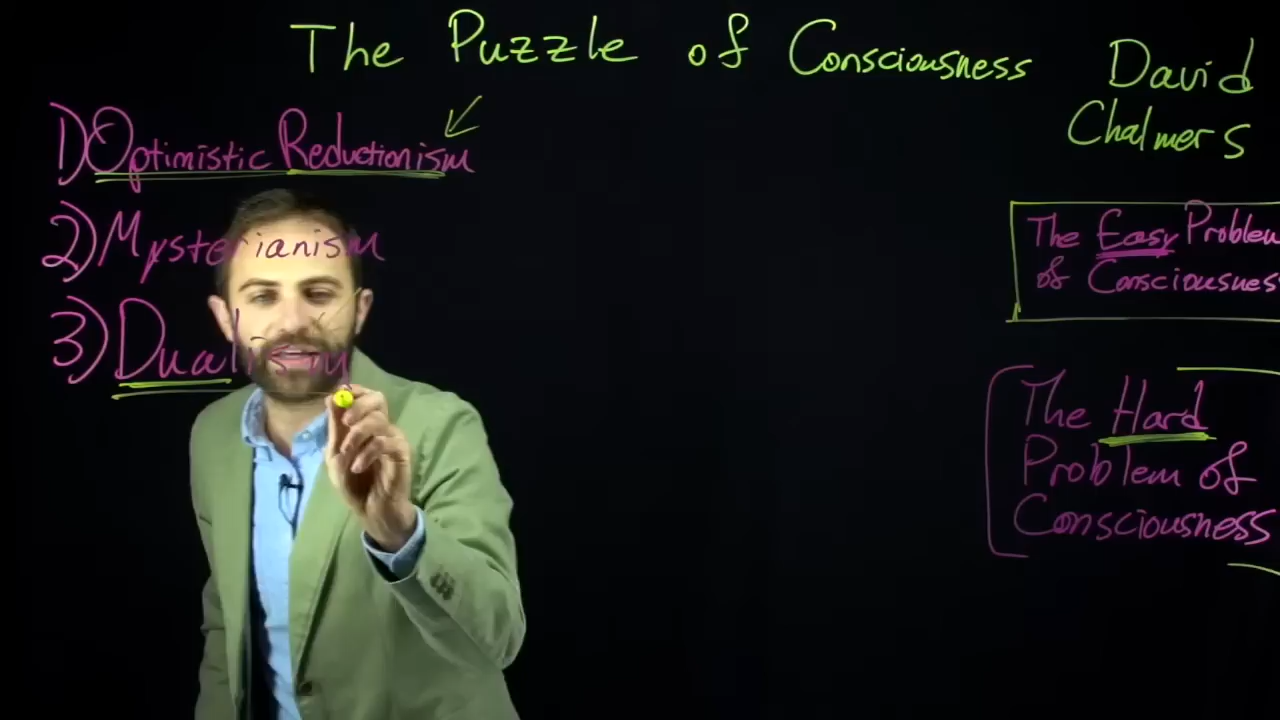 The Puzzle of Consciousness
David
Chalmers
1) Optimistic Reductionism
2) Mysterianism
3) Dualism
The Easy Problem
of Consciousness
The Hard
Problem of
Consciousness